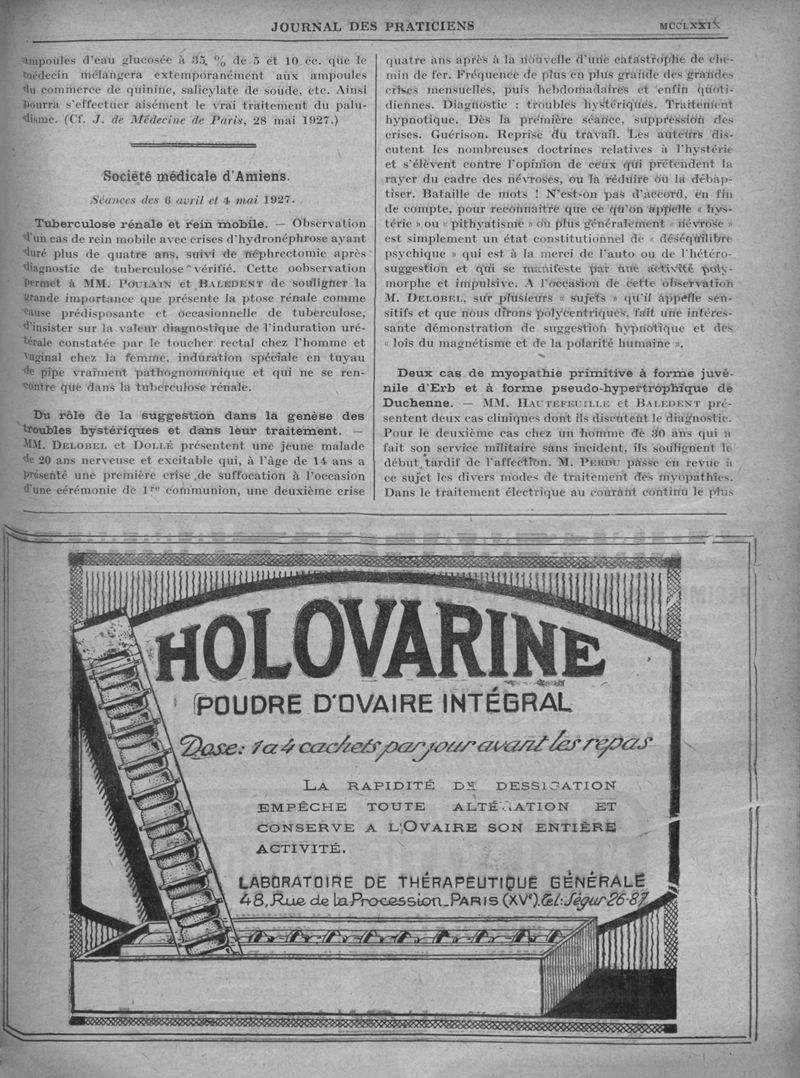 JOURNAL DES PRATICIENS
MCCLXXIX
ampoules d'eau glucosée à 35 % de 5 et 10 cc. que le
médecin mélangera extemporanément aux ampoules
du commerce de quinine, salicylate de soude, etc. Ainsi
pourra s'effectuer aisément le vrai traitement du palu-
disme. (Cf. J. de Médecine de Paris, 28 mai 1927.)
Société médicale d'Amiens.
Séances des 6 avril et 4 mai 1927.
Tuberculose rénale et rein mobile. — Observation
d'un cas de rein mobile avec crises d'hydronéphrose ayant
duré plus de quatre ans, suivi de néphrectomie après
diagnostic de tuberculose vérifié. Cette oobservation
permet à MM. POULAIN et BALEDENT de souligner la
grande importance que présente la ptose rénale comme
cause prédisposante et occasionnelle de tuberculose,
d'insister sur la valeur diagnostique de l'induration uré-
térale constatée par le toucher rectal chez l'homme et
vaginal chez la femme, induration spéciale en tuyau
de pipe vraiment pathognomonique et qui ne se ren-
contre que dans la tuberculose rénale.
Du rôle de la suggestion dans la genèse des
troubles hystériques et dans leur traitement. —
MM. DELOBEL et DOLLÉ présentent une jeune malade
de 20 ans nerveuse et excitable qui, à l'âge de 14 ans a
présenté une première crise de suffocation à l'occasion
d'une cérémonie de 1re communion, une deuxième crise
quatre ans après à la nouvelle d'une catastrophe de che-
min de fer. Fréquence de plus en plus grande des grandes
crises mensuelles, puis hebdomadaires et enfin quoti-
diennes. Diagnostic : troubles hystériques. Traitement
hypnotique. Dès la première séance, suppression des
crises. Guérison. Reprise du travail. Les auteurs dis-
cutent les nombreuses doctrines relatives à l'hystérie
et s'élèvent contre l'opinion de ceux qui prétendent la
rayer du cadre des névroses, ou la réduire ou la débap-
tiser. Bataille de mots ! N'est-on pas d'accord, en fin
de compte, pour reconnaître que ce qu'on appelle « hys-
térie » ou « pithyatisme » ou plus généralement « névrose »
est simplement un état constitutionnel de « déséquilibre
psychique » qui est à la merci de l'auto ou de l'hétéro-
suggestion et qui se manifeste par une activité poly-
morphe et impulsive. A l'occasion de cette observation
M. DELOBEL, sur plusieurs « sujets » qu'il appelle sen-
sitifs et que nous dirons polycentriques, fait une intéres-
sante démonstration de suggestion hypnotique et des
« lois du magnétisme et de la polarité humaine ».
Deux cas de myopathie primitive à forme juvé-
nile d'Erb et à forme pseudo-hypertrophique de
Duchenne. — MM. HAUTEFEUILLE et BALEDENT pré-
sentent deux cas cliniques dont ils discutent le diagnostic.
Pour le deuxième cas chez un homme de 30 ans qui a
fait son service militaire sans incident, ils soulignent le
début tardif de l'affection. M. PERDU passe en revue à
ce sujet les divers modes de traitement des myopathies.
Dans le traitement électrique au courant continu le plus
HOLOVARINE
POUDRE D'OVAIRE INTÉGRAL
Dose: 1 a 4 cachets par jour avant les repas
LA RAPIDITÉ DE DESSICATION
EMPÊCHE TOUTE ALTÉRATION ET
CONSERVE A L'OVAIRE SON ENTIÈRE
ACTIVITÉ.
LABORATOIRE DE THÉRAPEUTIQUE GÉNÉRALE
48, Rue de la Procession_PARIS (XVe). Tel: Ségur 26-87